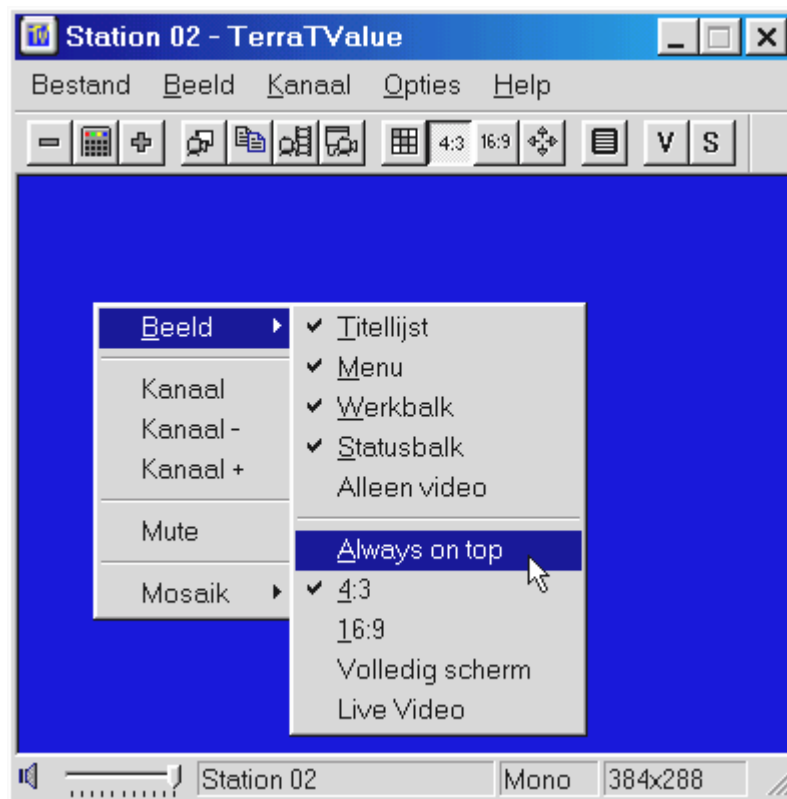 Station 02 - TerraTValue
Bestand Beeld Kanaal Opties Help
4:3 16:9 V S
Beeld
Kanaal
Kanaal -
Kanaal +
Mute
Mosaik
Titellijst
Menu
Werkbalk
Statusbalk
Alleen video
Always on top
4:3
16:9
Volledig scherm
Live Video
Station 02 Mono 384x288